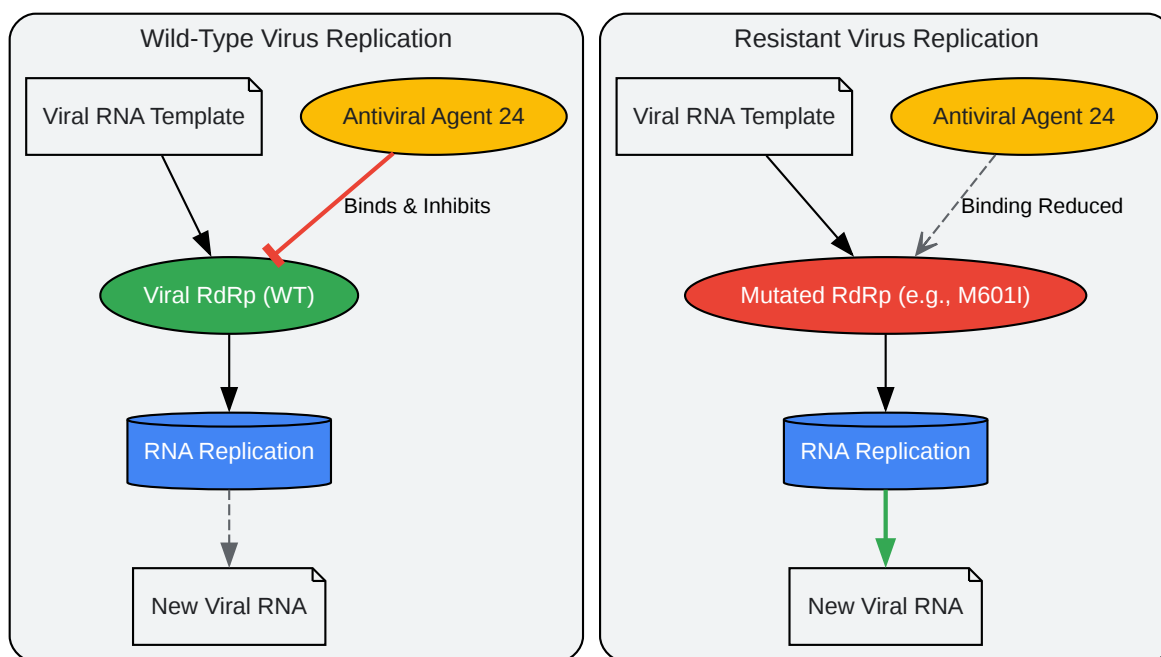 Wild-Type Virus Replication
Viral RNA Template
Antiviral Agent 24
Binds & Inhibits
Viral RdRp (WT)
RNA Replication
New Viral RNA
Resistant Virus Replication
Viral RNA Template
Antiviral Agent 24
Binding Reduced
Mutated RdRp (e.g., M601I)
RNA Replication
New Viral RNA